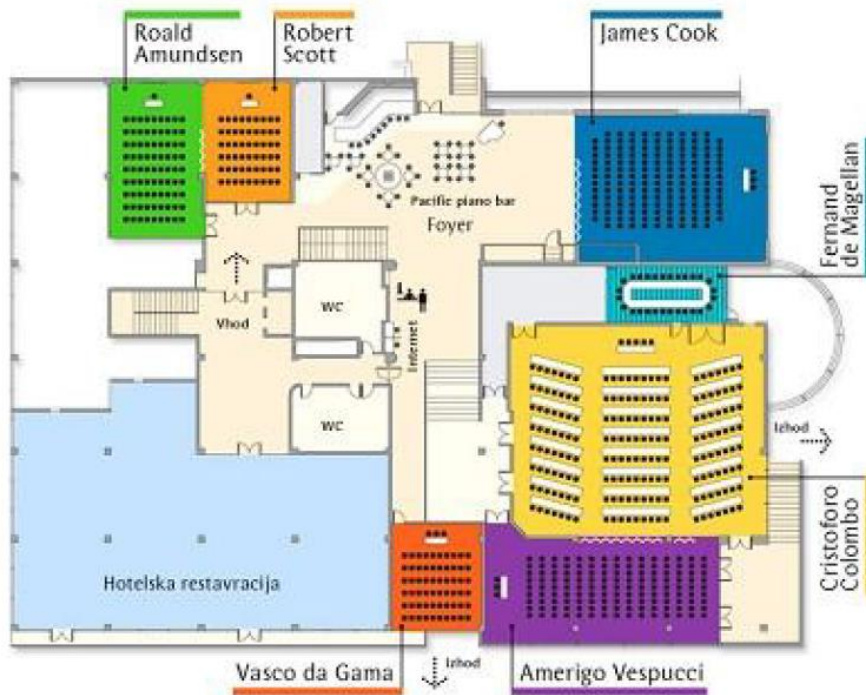 Roald
Amundsen
Robert
Scott
James Cook
Fernand
de Magellan
Pacific piano bar
Foyer
WC
Vhod
Internet
WC
Izhod
Cristoforo
Colombo
Hotelska restavracija
Vasco da Gama
Izhod
Amerigo Vespucci